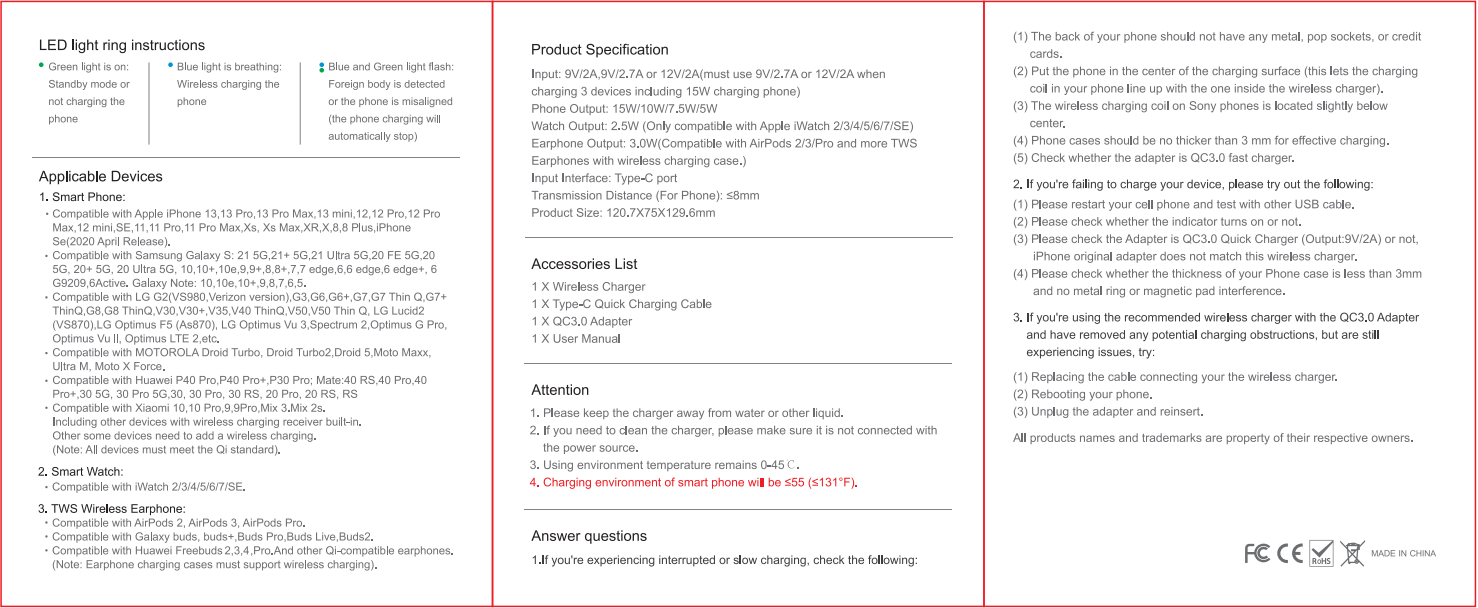 LED light ring instructions
Green light is on:
Standby mode or
not charging the
phone
Blue light is breathing:
Wireless charging the
phone
Blue and Green light flash:
Foreign body is detected
or the phone is misaligned
(the phone charging will
automatically stop)
Applicable Devices
1. Smart Phone:
· Compatible with Apple iPhone 13,13 Pro,13 Pro Max,13 mini,12,12 Pro,12 Pro
Max,12 mini,SE,11,11 Pro,11 Pro Max,Xs, Xs Max,XR,X,8,8 Plus,iPhone
Se(2020 April Release).
· Compatible with Samsung Galaxy S: 21 5G,21+ 5G,21 Ultra 5G,20 FE 5G,20
5G, 20+ 5G, 20 Ultra 5G, 10,10+,10e,9,9+,8,8+,7,7 edge,6,6 edge,6 edge+, 6
G9209,6Active. Galaxy Note: 10,10e,10+,9,8,7,6,5.
· Compatible with LG G2(VS980,Verizon version),G3,G6,G6+,G7,G7 Thin Q,G7+
ThinQ,G8,G8 ThinQ,V30,V30+,V35,V40 ThinQ,V50,V50 Thin Q, LG Lucid2
(VS870),LG Optimus F5 (As870), LG Optimus Vu 3,Spectrum 2,Optimus G Pro,
Optimus Vu II, Optimus LTE 2,etc.
· Compatible with MOTOROLA Droid Turbo, Droid Turbo2,Droid 5,Moto Maxx,
Ultra M, Moto X Force.
· Compatible with Huawei P40 Pro,P40 Pro+,P30 Pro; Mate:40 RS,40 Pro,40
Pro+,30 5G, 30 Pro 5G,30, 30 Pro, 30 RS, 20 Pro, 20 RS, RS
· Compatible with Xiaomi 10,10 Pro,9,9Pro,Mix 3.Mix 2s.
Including other devices with wireless charging receiver built-in.
Other some devices need to add a wireless charging.
(Note: All devices must meet the Qi standard).
2. Smart Watch:
· Compatible with iWatch 2/3/4/5/6/7/SE.
3. TWS Wireless Earphone:
· Compatible with AirPods 2, AirPods 3, AirPods Pro.
· Compatible with Galaxy buds, buds+,Buds Pro,Buds Live,Buds2.
· Compatible with Huawei Freebuds 2,3,4,Pro.And other Qi-compatible earphones.
(Note: Earphone charging cases must support wireless charging).
Product Specification
Input: 9V/2A,9V/2.7A or 12V/2A(must use 9V/2.7A or 12V/2A when
charging 3 devices including 15W charging phone)
Phone Output: 15W/10W/7.5W/5W
Watch Output: 2.5W (Only compatible with Apple iWatch 2/3/4/5/6/7/SE)
Earphone Output: 3.0W(Compatible with AirPods 2/3/Pro and more TWS
Earphones with wireless charging case.)
Input Interface: Type-C port
Transmission Distance (For Phone): ≤8mm
Product Size: 120.7X75X129.6mm
Accessories List
1 X Wireless Charger
1 X Type-C Quick Charging Cable
1 X QC3.0 Adapter
1 X User Manual
Attention
1. Please keep the charger away from water or other liquid.
2. If you need to clean the charger, please make sure it is not connected with
the power source.
3. Using environment temperature remains 0-45℃.
4. Charging environment of smart phone will be ≤55 (≤131°F).
Answer questions
1.If you're experiencing interrupted or slow charging, check the following:
(1) The back of your phone should not have any metal, pop sockets, or credit
cards.
(2) Put the phone in the center of the charging surface (this lets the charging
coil in your phone line up with the one inside the wireless charger).
(3) The wireless charging coil on Sony phones is located slightly below
center.
(4) Phone cases should be no thicker than 3 mm for effective charging.
(5) Check whether the adapter is QC3.0 fast charger.
2. If you're failing to charge your device, please try out the following:
(1) Please restart your cell phone and test with other USB cable.
(2) Please check whether the indicator turns on or not.
(3) Please check the Adapter is QC3.0 Quick Charger (Output:9V/2A) or not,
iPhone original adapter does not match this wireless charger.
(4) Please check whether the thickness of your Phone case is less than 3mm
and no metal ring or magnetic pad interference.
3. If you're using the recommended wireless charger with the QC3.0 Adapter
and have removed any potential charging obstructions, but are still
experiencing issues, try:
(1) Replacing the cable connecting your the wireless charger.
(2) Rebooting your phone.
(3) Unplug the adapter and reinsert.
All products names and trademarks are property of their respective owners.
FC CE RoHS MADE IN CHINA